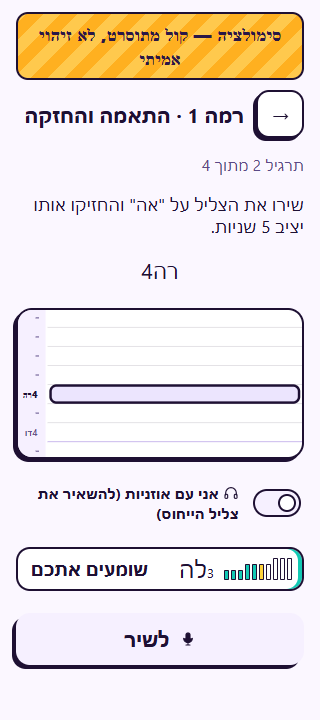 סימולציה — קול מתוסרט, לא זיהוי
אמיתי
→
רמה 1 · התאמה והחזקה
תרגיל 2 מתוך 4
שירו את הצליל על "אה" והחזיקו אותו
יציב 5 שניות.
רה4
רה4
דו4
אני עם אוזניות (להשאיר את
צליל הייחוס)
שומעים אתכם
לה3
לשיר